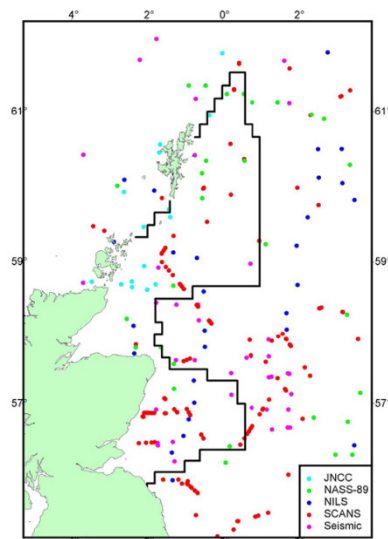 4° 2° 0° 2°
61° 61°
59° 59°
57° 57°
JNCC
NASS-89
NILS
SCANS
Seismic